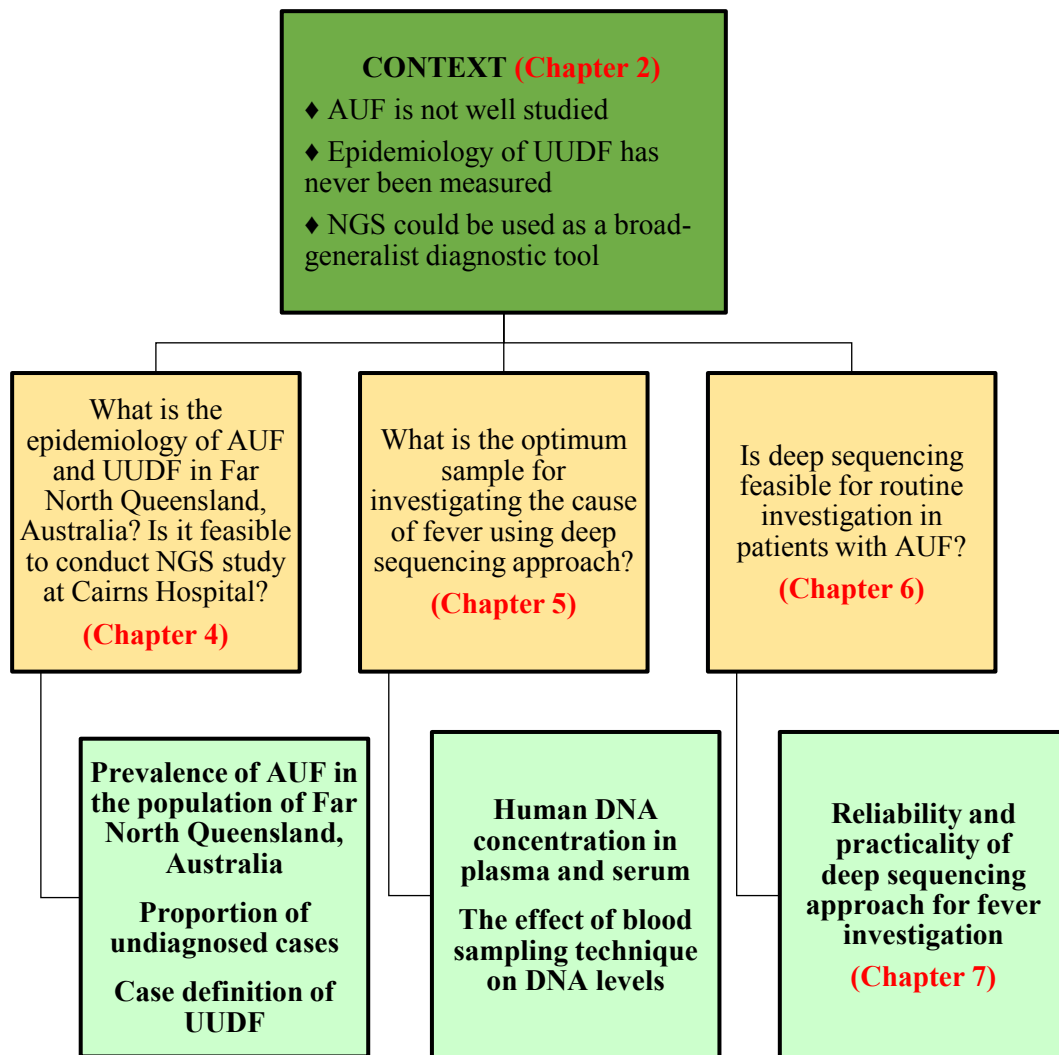 CONTEXT (Chapter 2)
♦ AUF is not well studied
♦ Epidemiology of UUDF has
never been measured
♦ NGS could be used as a broad-
generalist diagnostic tool
What is the
epidemiology of AUF
and UUDF in Far
North Queensland,
Australia? Is it feasible
to conduct NGS study
at Cairns Hospital?
(Chapter 4)
What is the optimum
sample for
investigating the cause
of fever using deep
sequencing approach?
(Chapter 5)
Is deep sequencing
feasible for routine
investigation in
patients with AUF?
(Chapter 6)
Prevalence of AUF in
the population of Far
North Queensland,
Australia
Proportion of
undiagnosed cases
Case definition of
UUDF
Human DNA
concentration in
plasma and serum
The effect of blood
sampling technique
on DNA levels
Reliability and
practicality of
deep sequencing
approach for fever
investigation
(Chapter 7)